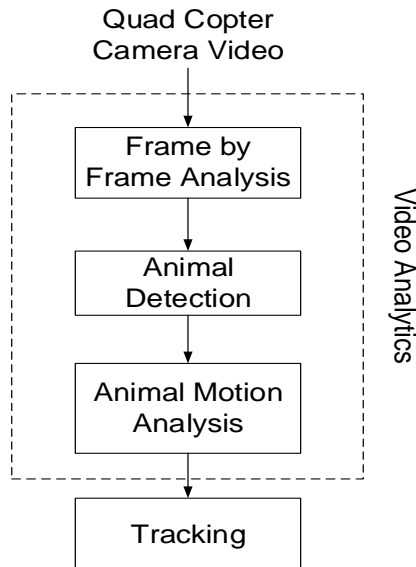 Quad Copter
Camera Video
Frame by
Frame Analysis
Animal
Detection
Animal Motion
Analysis
Tracking
Video Analytics